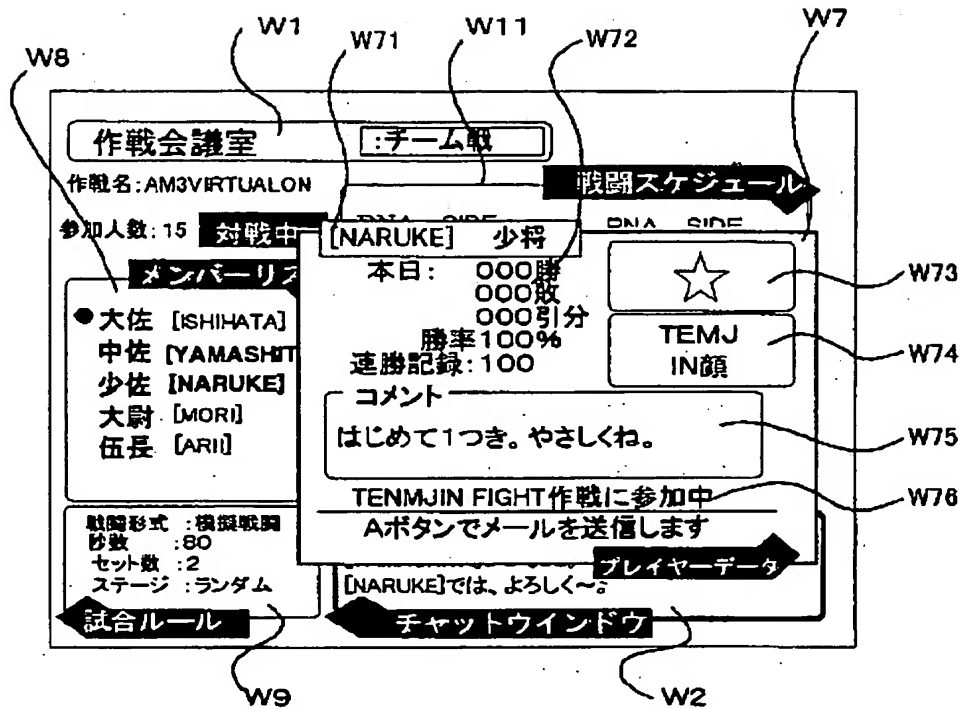 W8
W1
W71
W11
W72
W7
作戦会議室 :チーム戦
作戦名:AM3VIRTUALON
戦闘スケジュール
参加人数:15 対戦中
RNA SIDE
メンバーリス
●大佐 [ISHIHATA]
中佐 [YAMASHIT
少佐 [NARUKE]
大尉 [MORI]
伍長 [ARII]
[NARUKE] 少将
本日: 000勝
000敗
000引分
勝率100%
連勝記録:100
☆
W73
TEMJ
IN顔
W74
コメント
はじめて1つき。やさしくね。
W75
TENMJIN FIGHT作戦に参加中
W76
Aボタンでメールを送信します
プレイヤーデータ
戦闘形式 :模擬戦闘
秒数 :80
セット数 :2
ステージ :ランダム
試合ルール
[NARUKE]では、よろしく〜。
チャットウインドウ
W9
W2